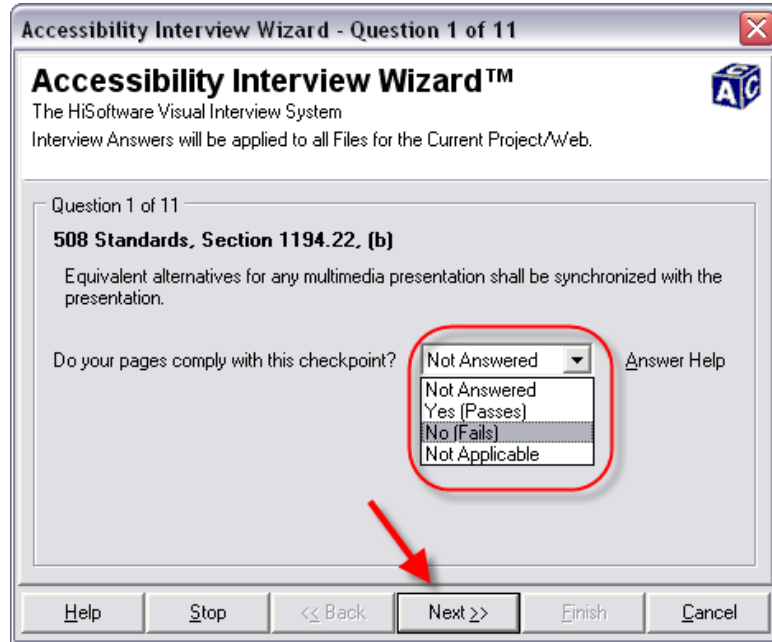 Accessibility Interview Wizard - Question 1 of 11
Accessibility Interview Wizard™
The HiSoftware Visual Interview System
Interview Answers will be applied to all Files for the Current Project/Web.
Question 1 of 11
508 Standards, Section 1194.22, (b)
Equivalent alternatives for any multimedia presentation shall be synchronized with the
presentation.
Do your pages comply with this checkpoint? Not Answered Answer Help
Not Answered
Yes (Passes)
No (Fails)
Not Applicable
Help Stop << Back Next >> Finish Cancel